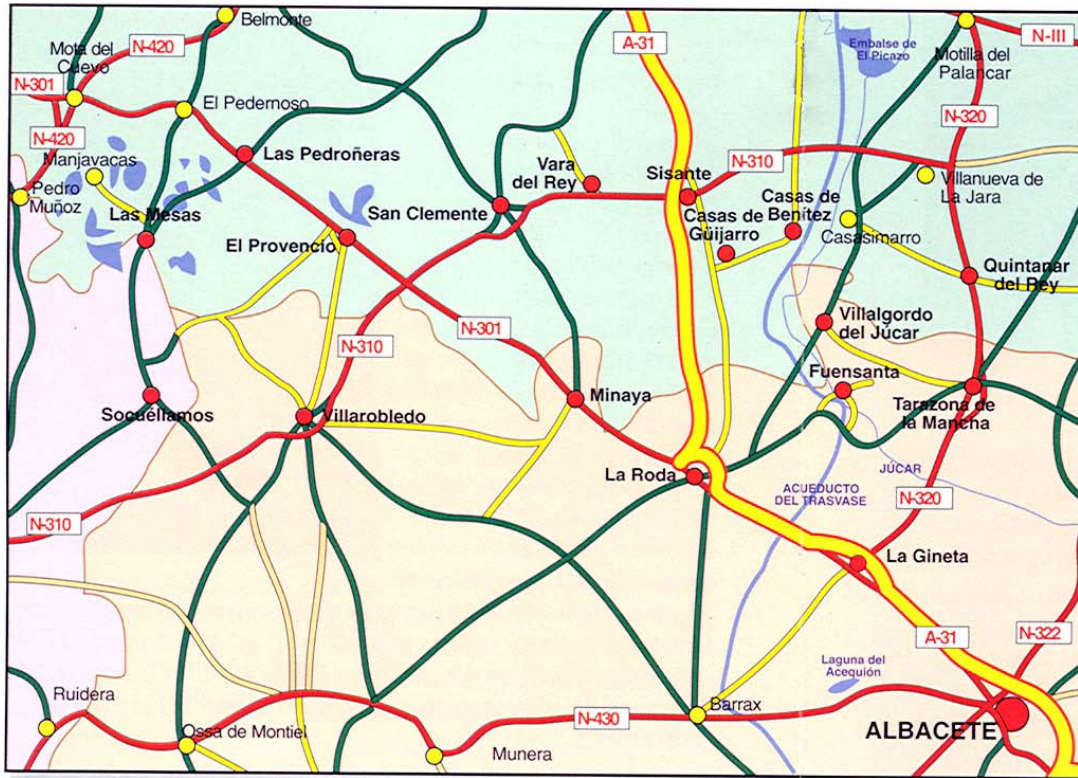 Belmonte
N-420
A-31
N-III
Mota del
Cuevo
Embalse de
El Picazo
Motilla del
Palancar
N-301
El Pedernoso
N-420
N-320
Las Pedroñeras
Manjavacas
Vara
del Rey
Sisante
N-310
Villanueva de
La Jara
Pedro
Muñoz
Las Mesas
San Clemente
Casas de
Benítez
Casas de
Güijarro
Casasimarro
El Provencio
Quintanar
del Rey
N-301
Villalgordo
del Júcar
N-310
Fuensanta
Minaya
Tarazona de
la Mancha
Socuéllamos
Villarobledo
La Roda
JÚCAR
ACUEDUCTO
DEL TRASVASE
N-320
N-310
La Gineta
A-31
N-322
Laguna del
Acequión
Ruidera
Barrax
N-430
Ossa de Montiel
ALBACETE
Munera